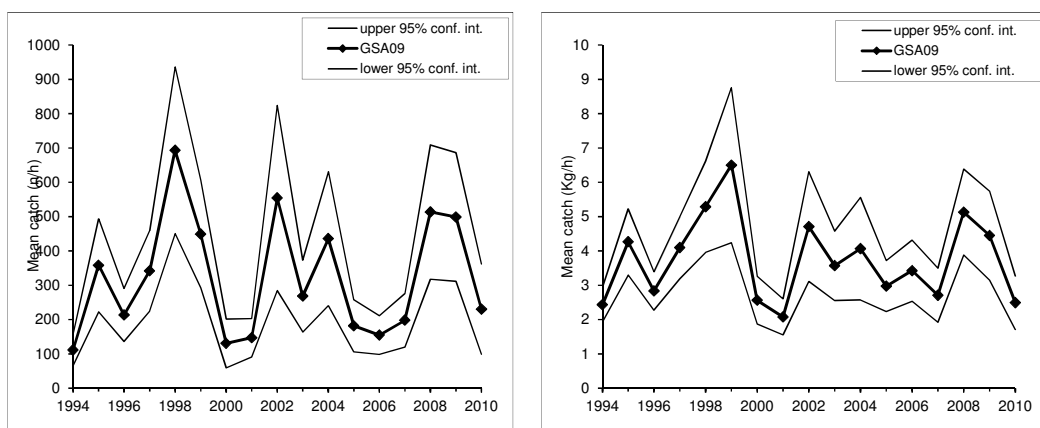 upper 95% conf. int.
GSA09
lower 95% conf. int.
Mean catch (n/h)
1000
900
800
700
600
500
400
300
200
100
0
1994 1996 1998 2000 2002 2004 2006 2008 2010
upper 95% conf. int.
GSA09
lower 95% conf. int.
Mean catch (Kg/h)
10
9
8
7
6
5
4
3
2
1
0
1994 1996 1998 2000 2002 2004 2006 2008 2010